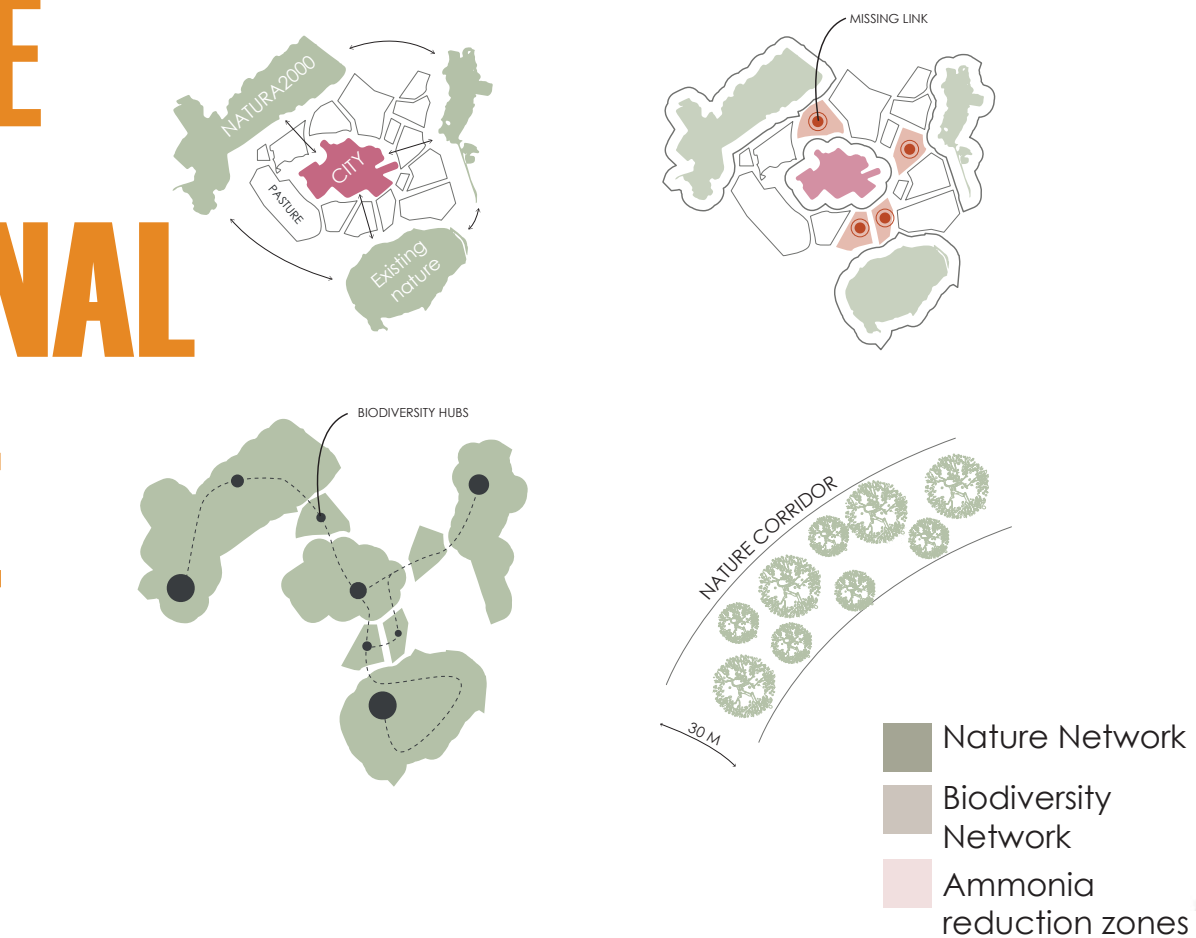 E
NAL
NATURA2000
CITY
PASTURE
Existing
nature
MISSING LINK
BIODIVERSITY HUBS
NATURE CORRIDOR
30 M
Nature Network
Biodiversity
Network
Ammonia
reduction zones